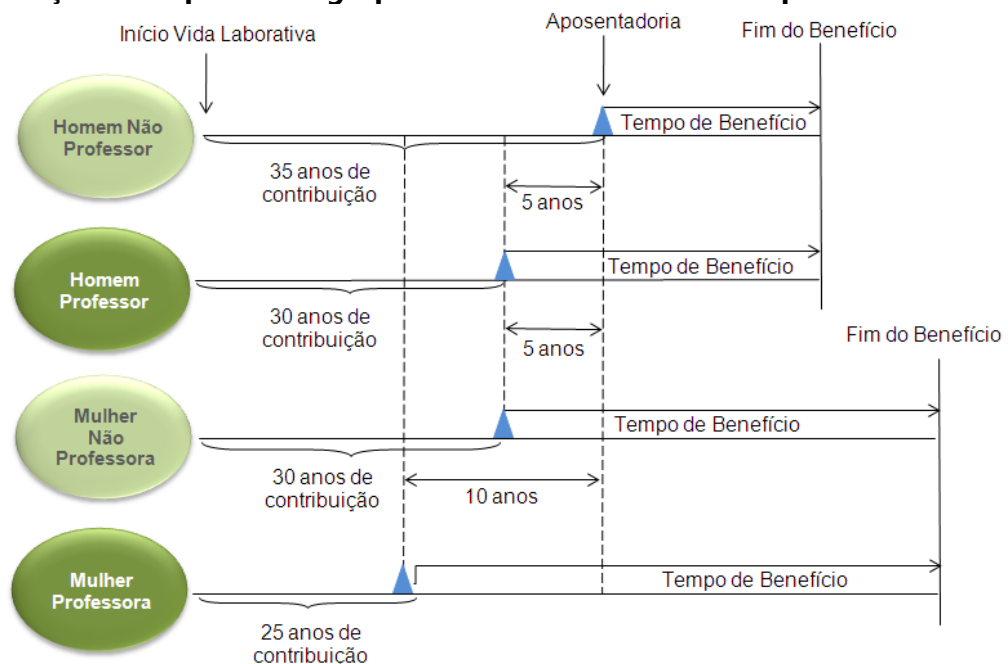 Início Vida Laborativa
Aposentadoria
Fim do Benefício
Homem Não
Professor
Tempo de Benefício
35 anos de
contribuição
5 anos
Homem
Professor
Tempo de Benefício
30 anos de
contribuição
5 anos
Fim do Benefício
Mulher
Não
Professora
Tempo de Benefício
30 anos de
contribuição
10 anos
Mulher
Professora
Tempo de Benefício
25 anos de
contribuição